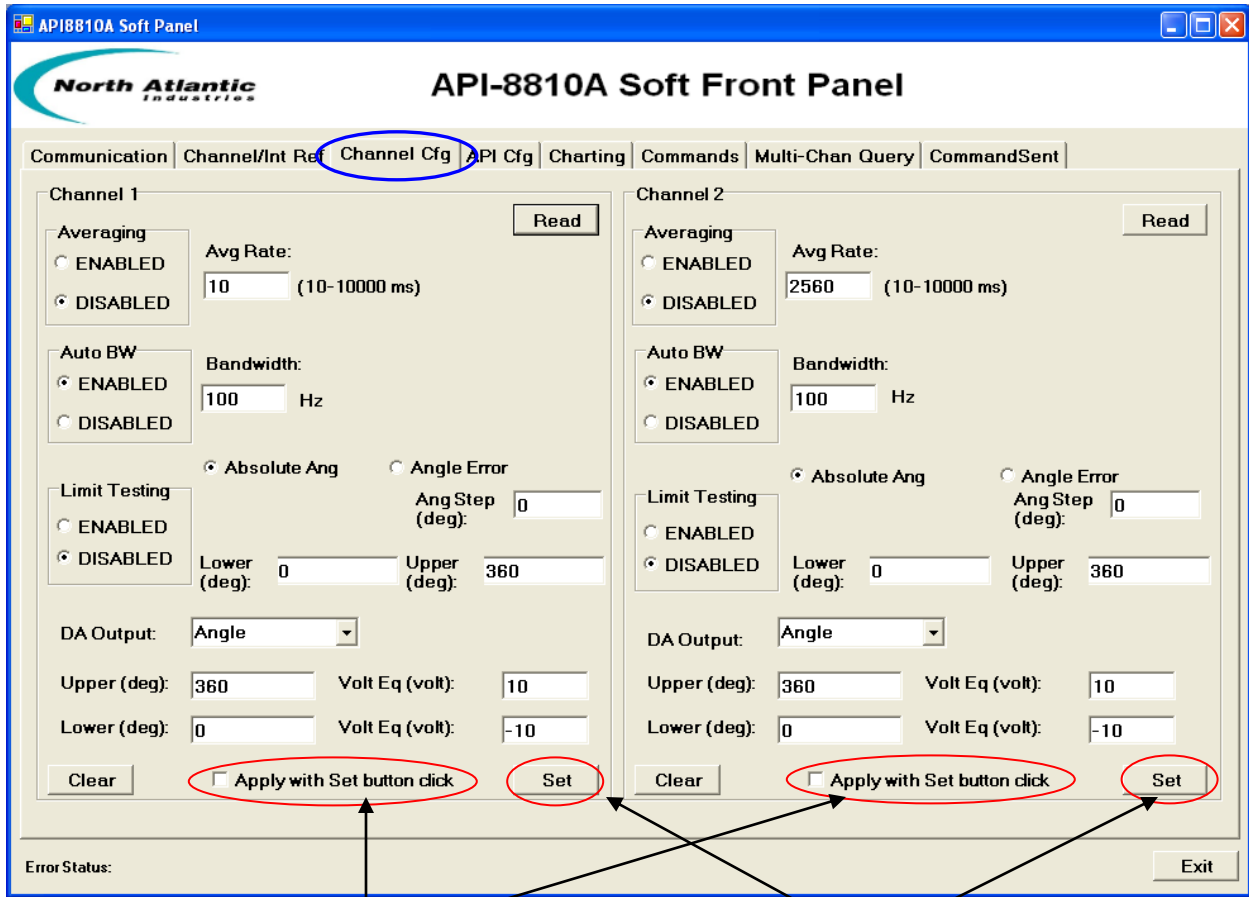 API8810A Soft Panel
North Atlantic
Industries
API-8810A Soft Front Panel
Communication Channel/Int Ref Channel Cfg API Cfg Charting Commands Multi-Chan Query CommandSent
Channel 1
Read
Averaging
ENABLED
DISABLED
Avg Rate:
10 (10-10000 ms)
Auto BW
ENABLED
DISABLED
Bandwidth:
100 Hz
Absolute Ang Angle Error
Limit Testing
ENABLED
DISABLED
Ang Step
(deg): 0
Lower
(deg): 0
Upper
(deg): 360
DA Output: Angle
Upper (deg): 360 Volt Eq (volt): 10
Lower (deg): 0 Volt Eq (volt): -10
Clear Apply with Set button click Set
Channel 2
Read
Averaging
ENABLED
DISABLED
Avg Rate:
2560 (10-10000 ms)
Auto BW
ENABLED
DISABLED
Bandwidth:
100 Hz
Absolute Ang Angle Error
Limit Testing
ENABLED
DISABLED
Ang Step
(deg): 0
Lower
(deg): 0
Upper
(deg): 360
DA Output: Angle
Upper (deg): 360 Volt Eq (volt): 10
Lower (deg): 0 Volt Eq (volt): -10
Clear Apply with Set button click Set
Error Status:
Exit